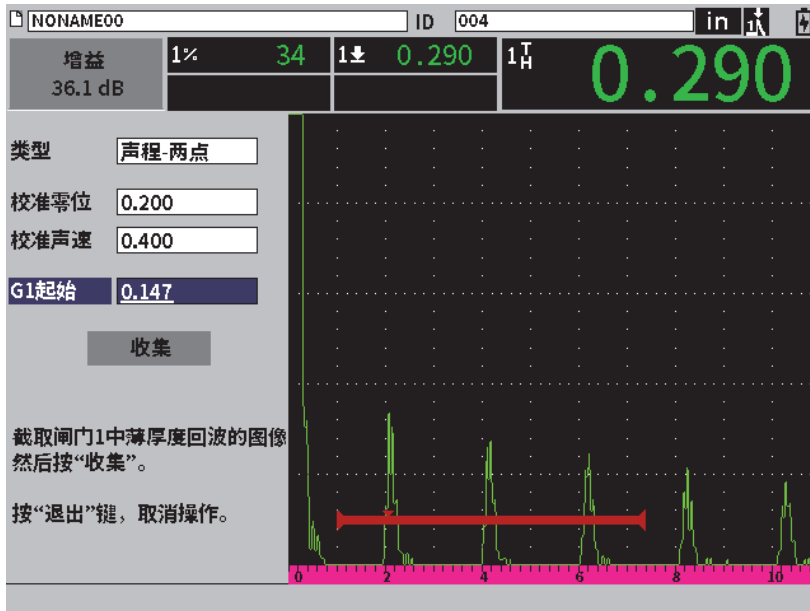 NONAME00 ID 004 in 1
增益 36.1 dB
1% 34
1 0.290
1 T H 0.290
类型 声程-两点
校准零位 0.200
校准声速 0.400
G1起始 0.147
收集
截取闸门1中薄厚度回波的图像
然后按“收集”。
按“退出”键，取消操作。
0 2 4 6 8 10